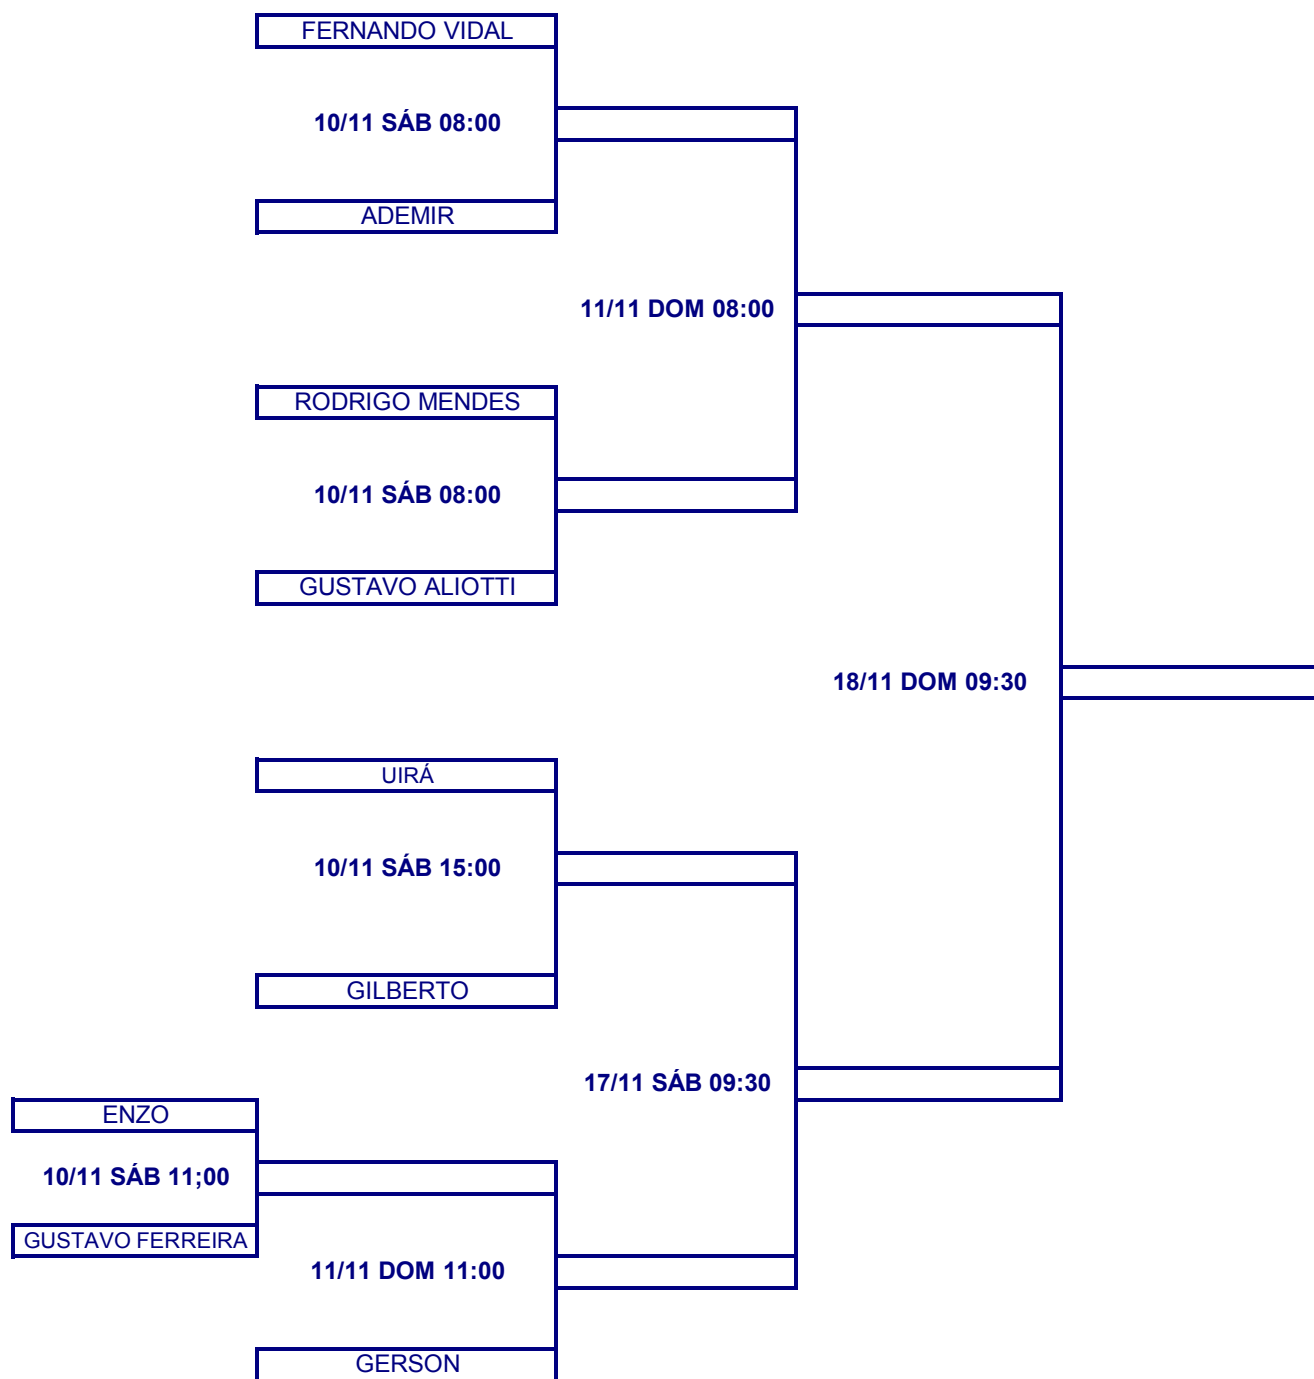 FERNANDO VIDAL
10/11 SÁB 08:00
ADEMIR
11/11 DOM 08:00
RODRIGO MENDES
10/11 SÁB 08:00
GUSTAVO ALIOTTI
18/11 DOM 09:30
UIRÁ
10/11 SÁB 15:00
GILBERTO
17/11 SÁB 09:30
ENZO
10/11 SÁB 11;00
GUSTAVO FERREIRA
11/11 DOM 11:00
GERSON